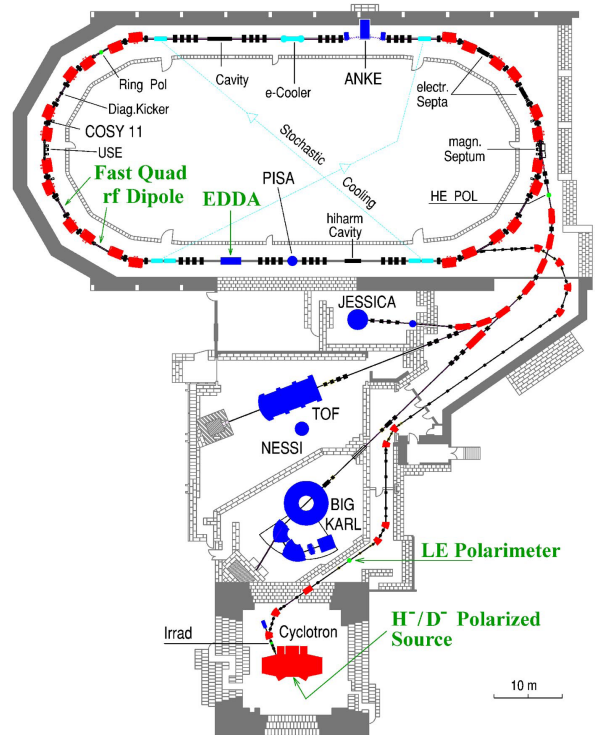 Ring Pol
Cavity
e-Cooler
ANKE
electr.
Septa
Diag.Kicker
COSY 11
USE
Stochastic
Cooling
magn.
Septum
Fast Quad
rf Dipole
EDDA
PISA
hiharm
Cavity
HE POL
JESSICA
TOF
NESSI
BIG
KARL
LE Polarimeter
Irrad
Cyclotron
H⁻/D⁻ Polarized
Source
10 m